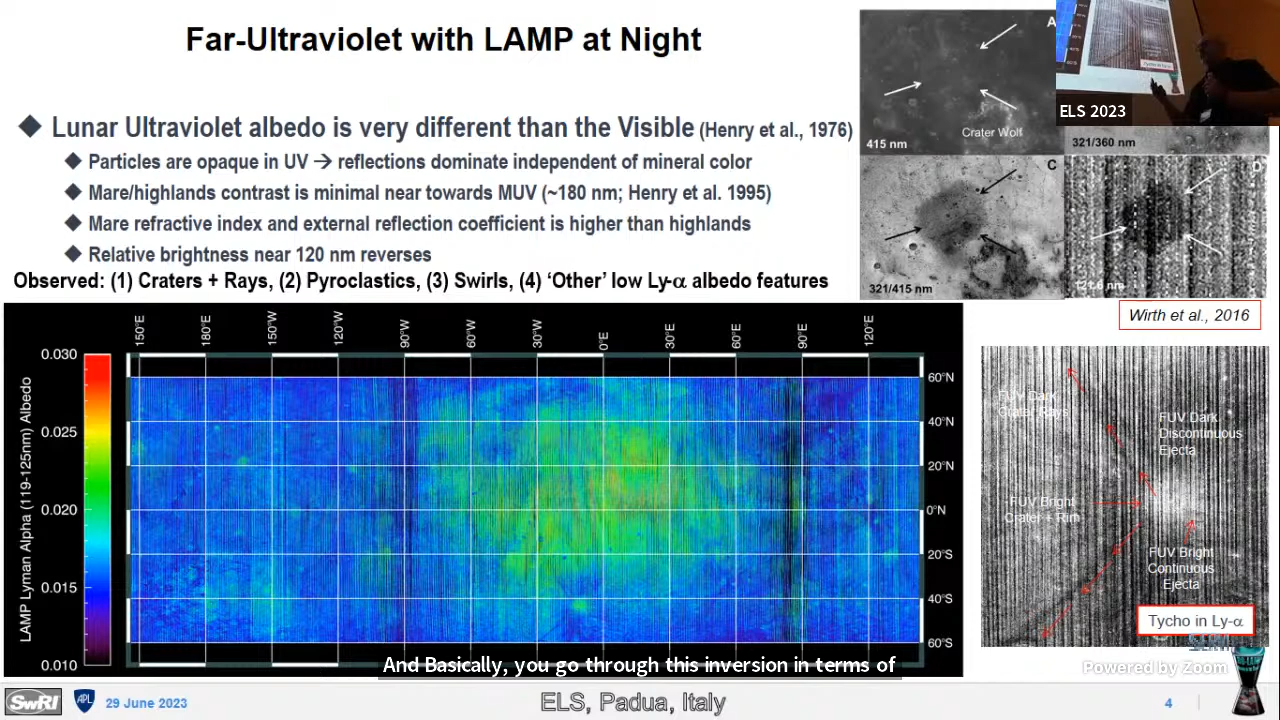 Far-Ultraviolet with LAMP at Night
◆ Lunar Ultraviolet albedo is very different than the Visible (Henry et al., 1976)
◆ Particles are opaque in UV → reflections dominate independent of mineral color
◆ Mare/highlands contrast is minimal near towards MUV (~180 nm; Henry et al. 1995)
◆ Mare refractive index and external reflection coefficient is higher than highlands
◆ Relative brightness near 120 nm reverses
Observed: (1) Craters + Rays, (2) Pyroclastics, (3) Swirls, (4) ‘Other’ low Ly-α albedo features
A
Crater Wolf
415 nm
ELS 2023
321/360 nm
C
321/415 nm
D
121.6 nm
Wirth et al., 2016
150°E
180°E
150°W
120°W
90°W
60°W
30°W
0°E
30°E
60°E
90°E
120°E
0.030
0.025
0.020
0.015
0.010
LAMP Lyman Alpha (119-125nm) Albedo
60°N
40°N
20°N
0°N
20°S
40°S
60°S
FUV Dark
Crater Rays
FUV Dark
Discontinuous
Ejecta
FUV Bright
Crater + Rim
FUV Bright
Continuous
Ejecta
Tycho in Ly-α
And Basically, you go through this inversion in terms of
Powered by Zoom
SwRI
APL
29 June 2023
ELS, Padua, Italy
4